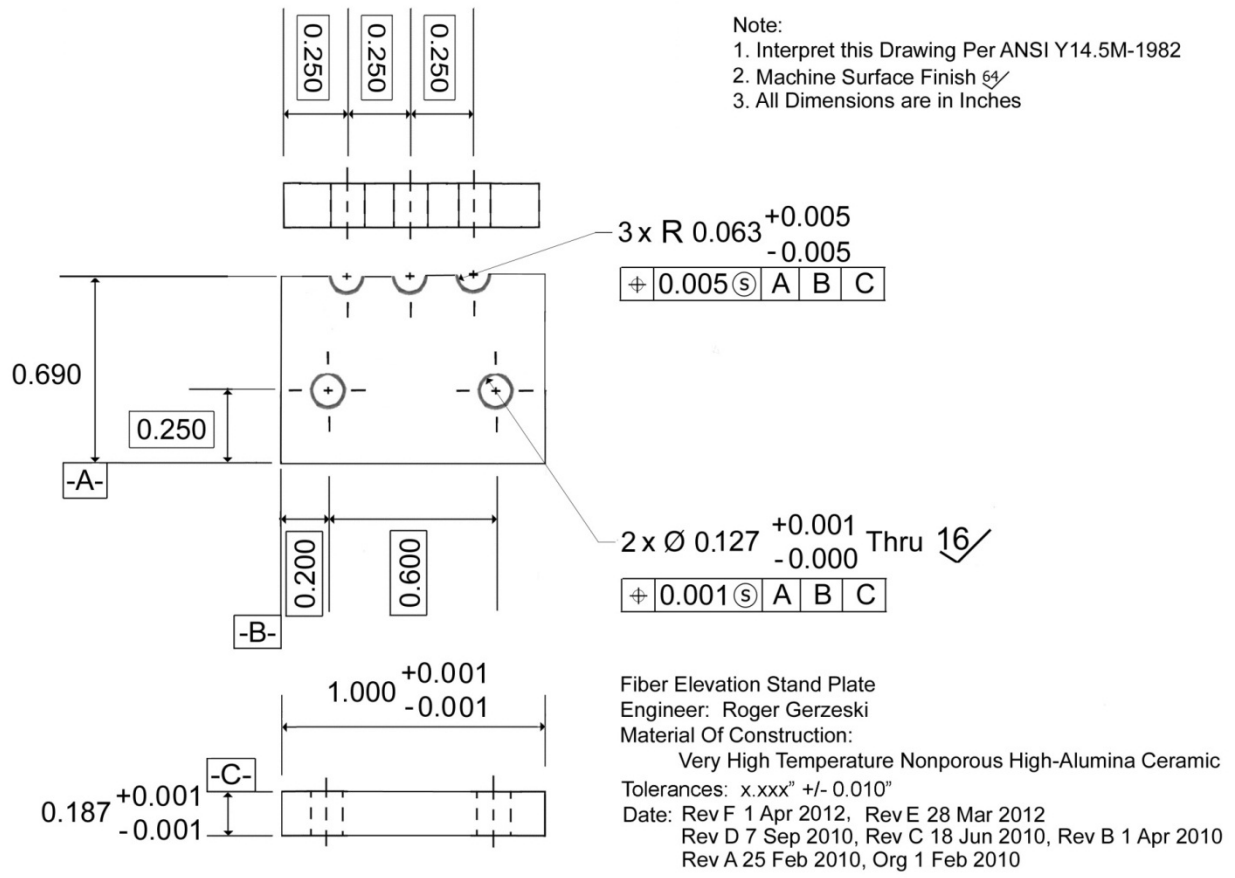 0.250
0.250
0.250
Note:
1. Interpret this Drawing Per ANSI Y14.5M-1982
2. Machine Surface Finish 64
3. All Dimensions are in Inches
3 x R 0.063 +0.005
-0.005
⌖ 0.005 Ⓢ A B C
0.690
0.250
-A-
0.200
0.600
-B-
2 x Ø 0.127 +0.001 Thru 16
-0.000
⌖ 0.001 Ⓢ A B C
1.000 +0.001
-0.001
-C-
0.187 +0.001
-0.001
Fiber Elevation Stand Plate
Engineer: Roger Gerzeski
Material Of Construction:
Very High Temperature Nonporous High-Alumina Ceramic
Tolerances: x.xxx" +/- 0.010"
Date: Rev F 1 Apr 2012, Rev E 28 Mar 2012
Rev D 7 Sep 2010, Rev C 18 Jun 2010, Rev B 1 Apr 2010
Rev A 25 Feb 2010, Org 1 Feb 2010